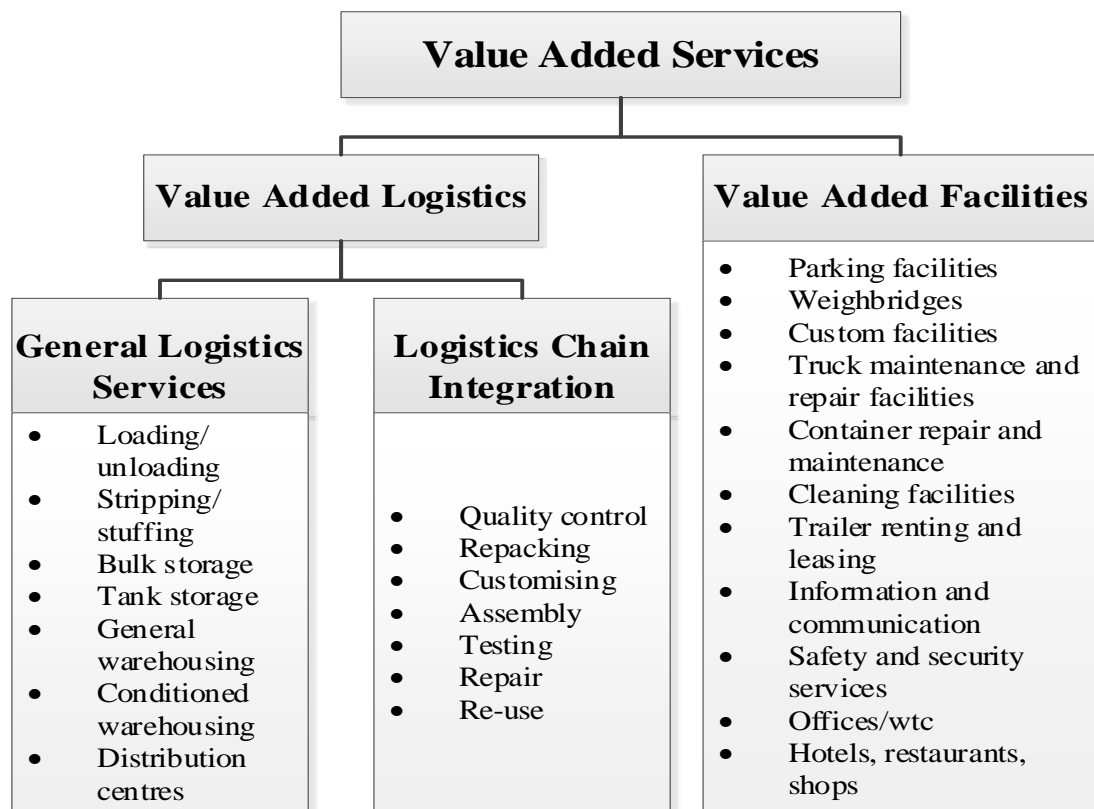 Value Added Services
Value Added Logistics
Value Added Facilities
General Logistics
Services
• Loading/
unloading
• Stripping/
stuffing
• Bulk storage
• Tank storage
• General
warehousing
• Conditioned
warehousing
• Distribution
centres
Logistics Chain
Integration
• Quality control
• Repacking
• Customising
• Assembly
• Testing
• Repair
• Re-use
• Parking facilities
• Weighbridges
• Custom facilities
• Truck maintenance and
repair facilities
• Container repair and
maintenance
• Cleaning facilities
• Trailer renting and
leasing
• Information and
communication
• Safety and security
services
• Offices/wtc
• Hotels, restaurants,
shops